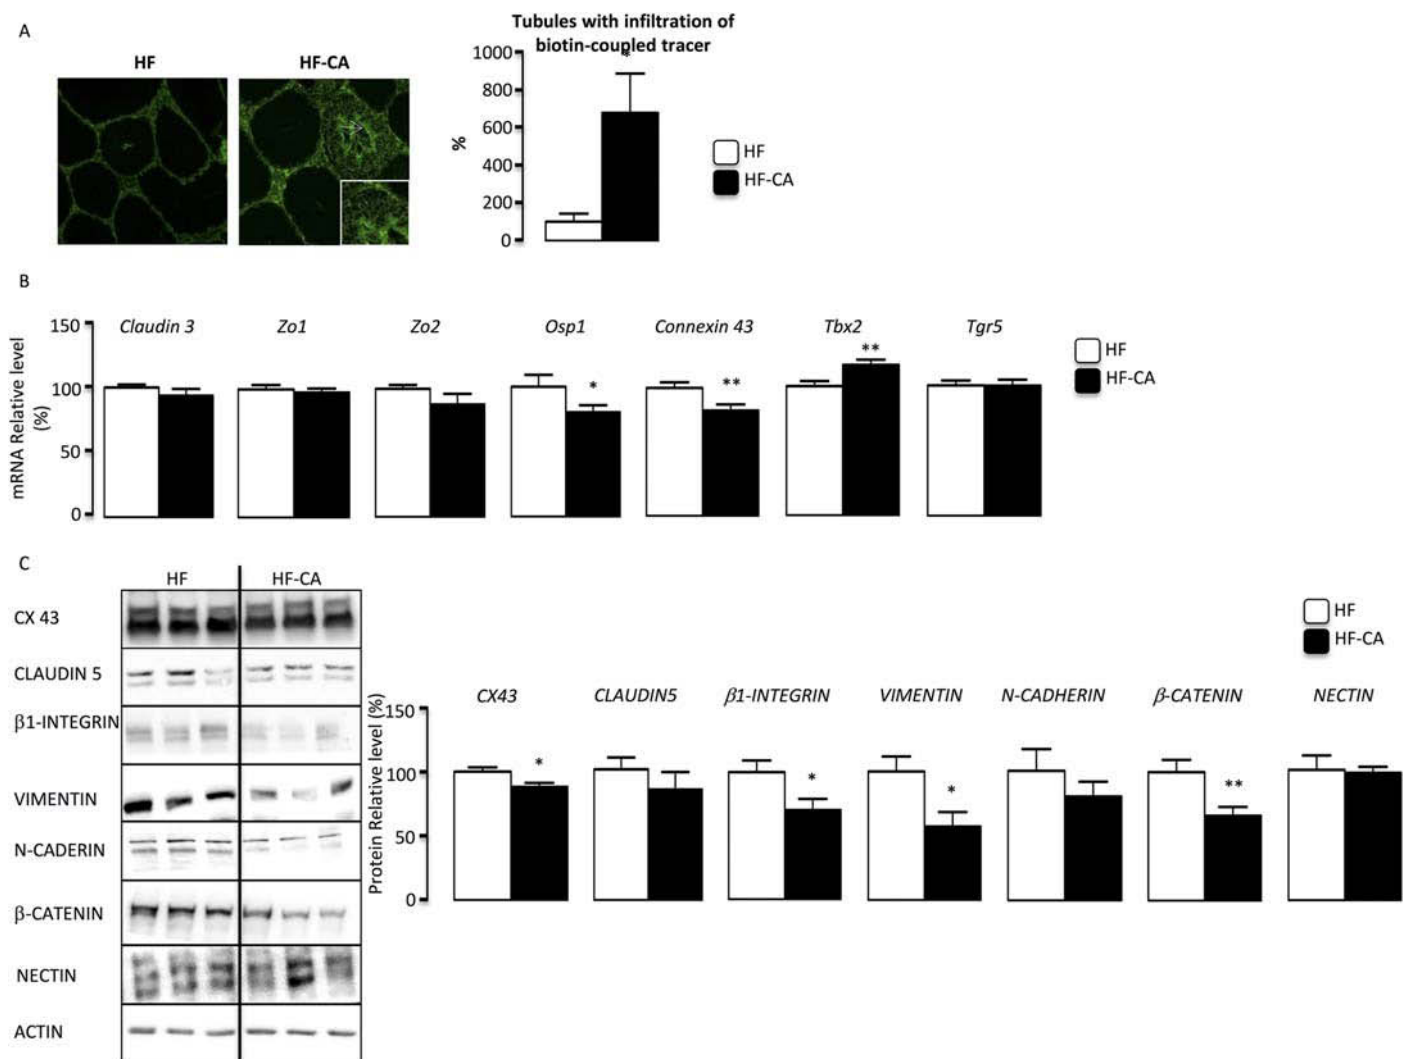 A
HF
HF-CA
Tubules with infiltration of
biotin-coupled tracer
*
1000
800
600
400
200
0
%
HF
HF-CA
B
mRNA Relative level
(%)
150
100
50
0
Claudin 3
Zo1
Zo2
Osp1
Connexin 43
Tbx2
Tgr5
*
**
**
HF
HF-CA
C
HF
HF-CA
CX 43
CLAUDIN 5
β1-INTEGRIN
VIMENTIN
N-CADERIN
β-CATENIN
NECTIN
ACTIN
HF
HF-CA
Protein Relative level (%)
150
100
50
0
CX43
CLAUDIN5
β1-INTEGRIN
VIMENTIN
N-CADHERIN
β-CATENIN
NECTIN
*
*
*
**